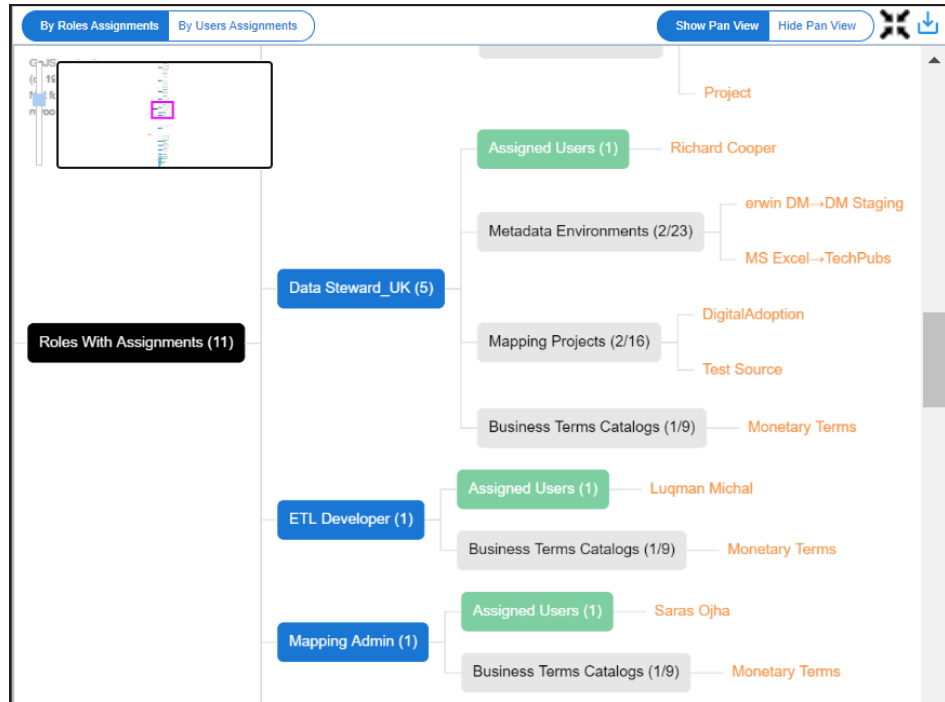 By Roles Assignments
By Users Assignments
Show Pan View
Hide Pan View
Project
Assigned Users (1)
Richard Cooper
Metadata Environments (2/23)
erwin DM→DM Staging
MS Excel→TechPubs
Data Steward_UK (5)
Roles With Assignments (11)
Mapping Projects (2/16)
DigitalAdoption
Test Source
Business Terms Catalogs (1/9)
Monetary Terms
ETL Developer (1)
Assigned Users (1)
Luqman Michal
Business Terms Catalogs (1/9)
Monetary Terms
Mapping Admin (1)
Assigned Users (1)
Saras Ojha
Business Terms Catalogs (1/9)
Monetary Terms